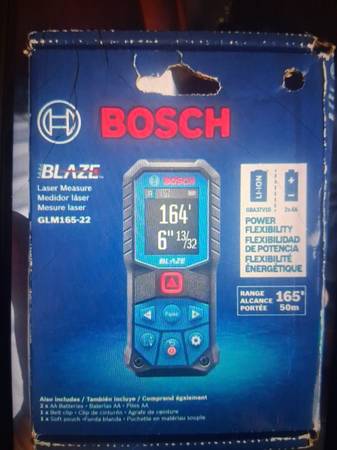 BOSCH
BLAZE™
Laser Measure
Medidor láser
Mesure laser
GLM165-22
BOSCH
164'
6" 13/32
BLAZE
Func
LI-ION
2xAA
POWER
FLEXIBILITY
FLEXIBILIDAD
DE POTENCIA
FLEXIBILITÉ
ÉNERGÉTIQUE
RANGE
ALCANCE
PORTÉE
165'
50m
Also includes / También incluye / Comprend également
2 x AA Batteries • Baterías AA • Piles AA
1 x Belt clip • Clip de cinturón • Agrafe de ceinture
1 x Soft pouch • Funda blanda • Pochette en matériau souple